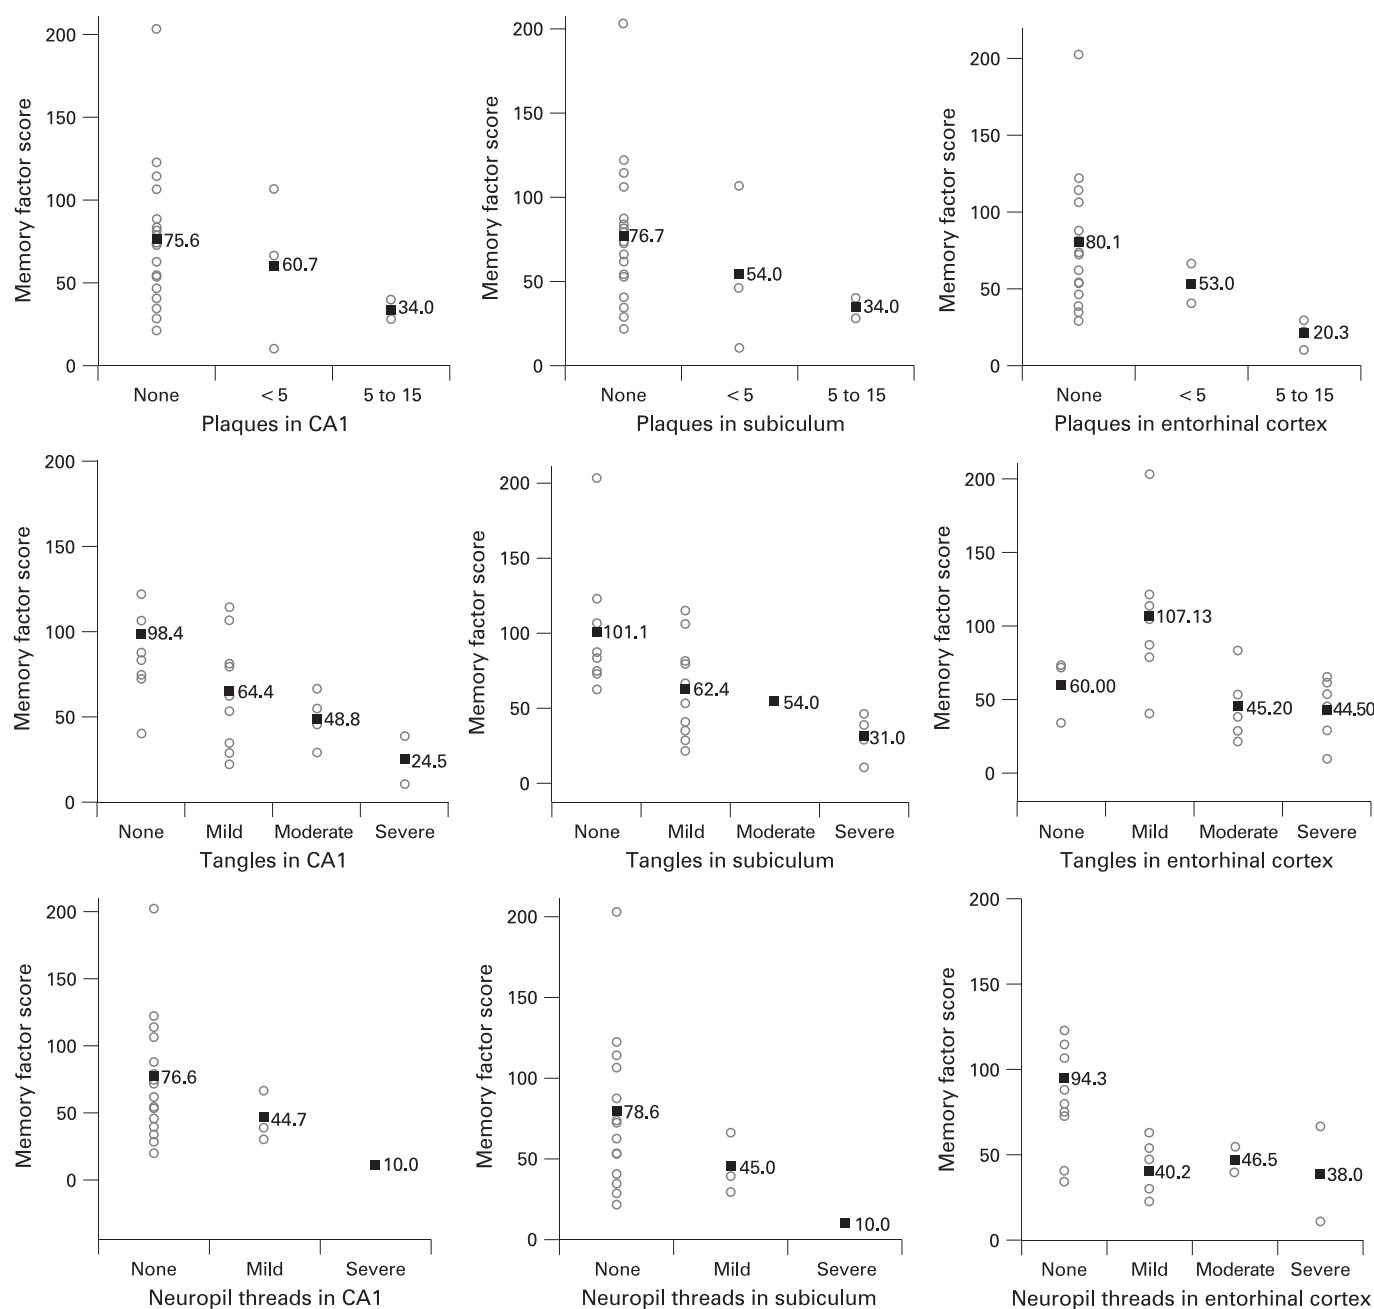 200
150
100
50
0
Memory factor score
75.6
60.7
34.0
None
< 5
5 to 15
Plaques in CA1
200
150
100
50
0
Memory factor score
76.7
54.0
34.0
None
< 5
5 to 15
Plaques in subiculum
200
150
100
50
0
Memory factor score
80.1
53.0
20.3
None
< 5
5 to 15
Plaques in entorhinal cortex
200
150
100
50
0
Memory factor score
98.4
64.4
48.8
24.5
None
Mild
Moderate
Severe
Tangles in CA1
200
150
100
50
0
Memory factor score
101.1
62.4
54.0
31.0
None
Mild
Moderate
Severe
Tangles in subiculum
200
150
100
50
0
Memory factor score
60.00
107.13
45.20
44.50
None
Mild
Moderate
Severe
Tangles in entorhinal cortex
200
150
100
50
0
Memory factor score
76.6
44.7
10.0
None
Mild
Severe
Neuropil threads in CA1
200
150
100
50
0
Memory factor score
78.6
45.0
10.0
None
Mild
Severe
Neuropil threads in subiculum
200
150
100
50
0
Memory factor score
94.3
40.2
46.5
38.0
None
Mild
Moderate
Severe
Neuropil threads in entorhinal cortex